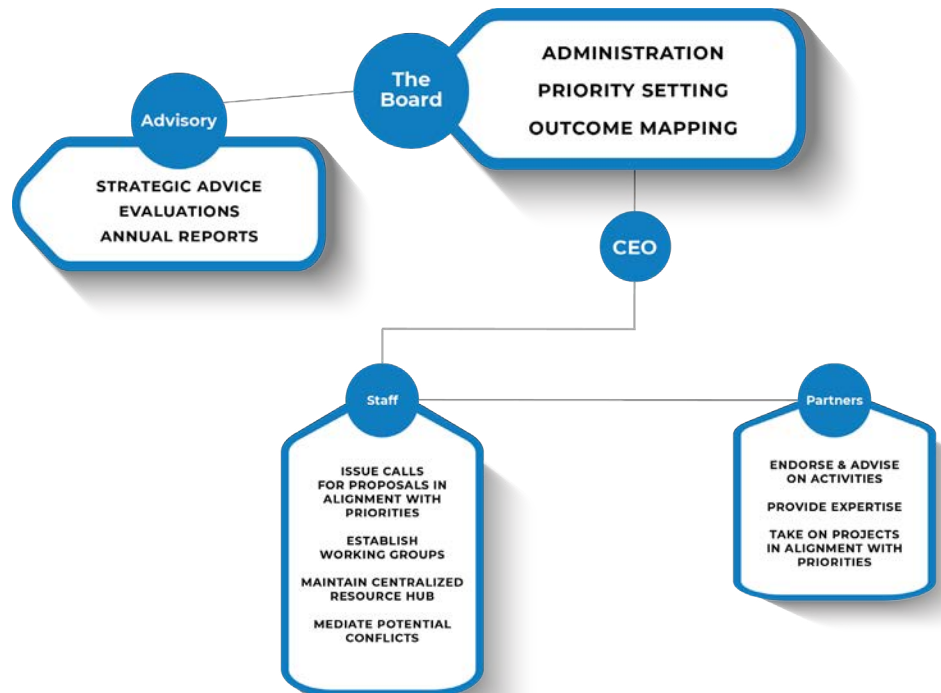 The
Board
ADMINISTRATION
PRIORITY SETTING
OUTCOME MAPPING
Advisory
STRATEGIC ADVICE
EVALUATIONS
ANNUAL REPORTS
CEO
Staff
ISSUE CALLS
FOR PROPOSALS IN
ALIGNMENT WITH
PRIORITIES
ESTABLISH
WORKING GROUPS
MAINTAIN CENTRALIZED
RESOURCE HUB
MEDIATE POTENTIAL
CONFLICTS
Partners
ENDORSE & ADVISE
ON ACTIVITIES
PROVIDE EXPERTISE
TAKE ON PROJECTS
IN ALIGNMENT WITH
PRIORITIES